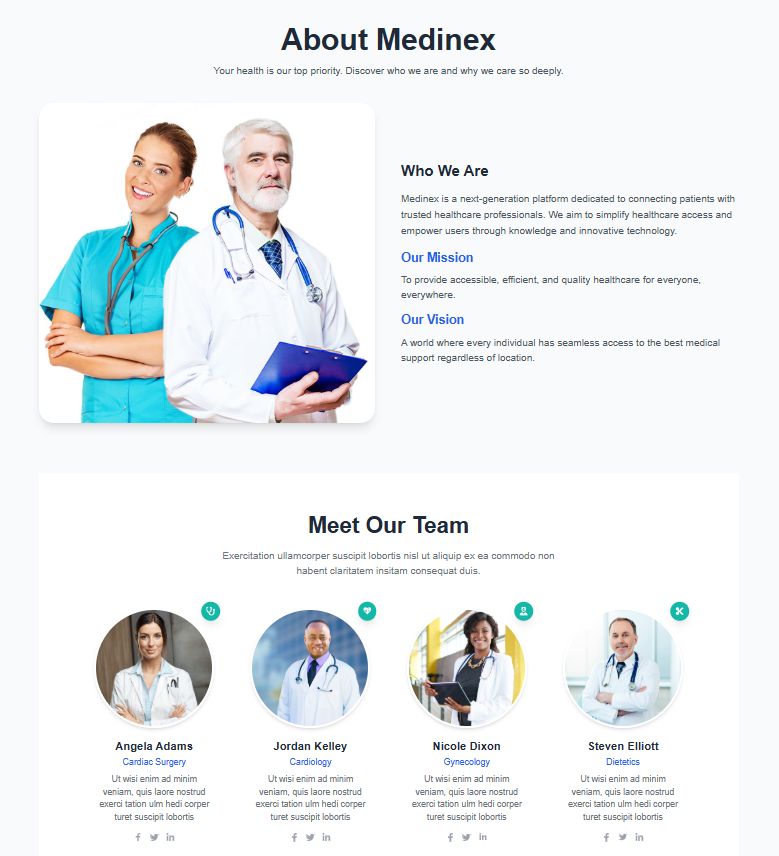 About Medinex
Your health is our top priority. Discover who we are and why we care so deeply.
Who We Are
Medinex is a next-generation platform dedicated to connecting patients with
trusted healthcare professionals. We aim to simplify healthcare access and
empower users through knowledge and innovative technology.
Our Mission
To provide accessible, efficient, and quality healthcare for everyone,
everywhere.
Our Vision
A world where every individual has seamless access to the best medical
support regardless of location.
Meet Our Team
Exercitation ullamcorper suscipit lobortis nisl ut aliquip ex ea commodo non
habent claritatem insitam consequat duis.
Angela Adams
Cardiac Surgery
Ut wisi enim ad minim
veniam, quis laore nostrud
exerci tation ulm hedi corper
turet suscipit lobortis
Jordan Kelley
Cardiology
Ut wisi enim ad minim
veniam, quis laore nostrud
exerci tation ulm hedi corper
turet suscipit lobortis
Nicole Dixon
Gynecology
Ut wisi enim ad minim
veniam, quis laore nostrud
exerci tation ulm hedi corper
turet suscipit lobortis
Steven Elliott
Dietetics
Ut wisi enim ad minim
veniam, quis laore nostrud
exerci tation ulm hedi corper
turet suscipit lobortis